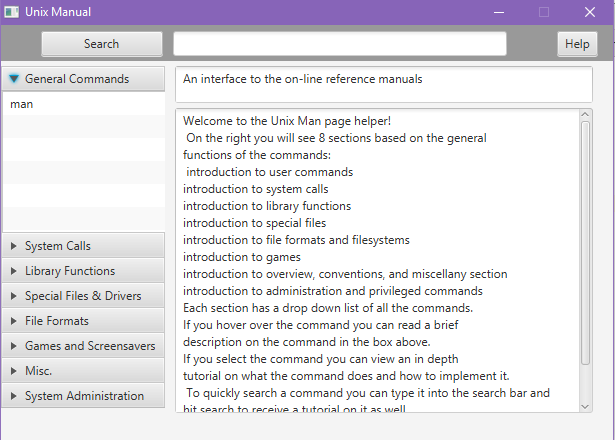 Unix Manual
Search
Help
General Commands
man
System Calls
Library Functions
Special Files & Drivers
File Formats
Games and Screensavers
Misc.
System Administration
An interface to the on-line reference manuals
Welcome to the Unix Man page helper!
On the right you will see 8 sections based on the general
functions of the commands:
introduction to user commands
introduction to system calls
introduction to library functions
introduction to special files
introduction to file formats and filesystems
introduction to games
introduction to overview, conventions, and miscellany section
introduction to administration and privileged commands
Each section has a drop down list of all the commands.
If you hover over the command you can read a brief
description on the command in the box above.
If you select the command you can view an in depth
tutorial on what the command does and how to implement it.
To quickly search a command you can type it into the search bar and
hit search to receive a tutorial on it as well